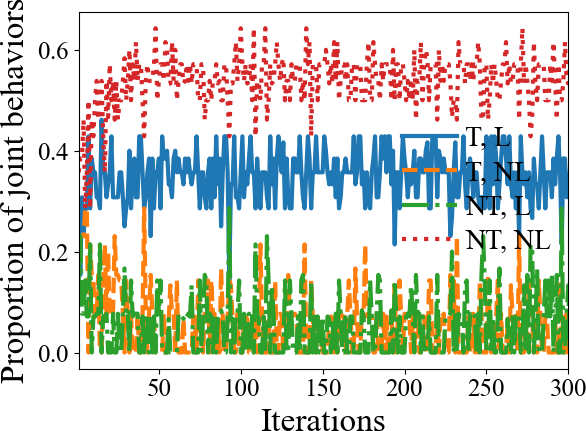 Proportion of joint behaviors
0.6
0.4
0.2
0.0
T, L
T, NL
NT, L
NT, NL
50
100
150
200
250
300
Iterations